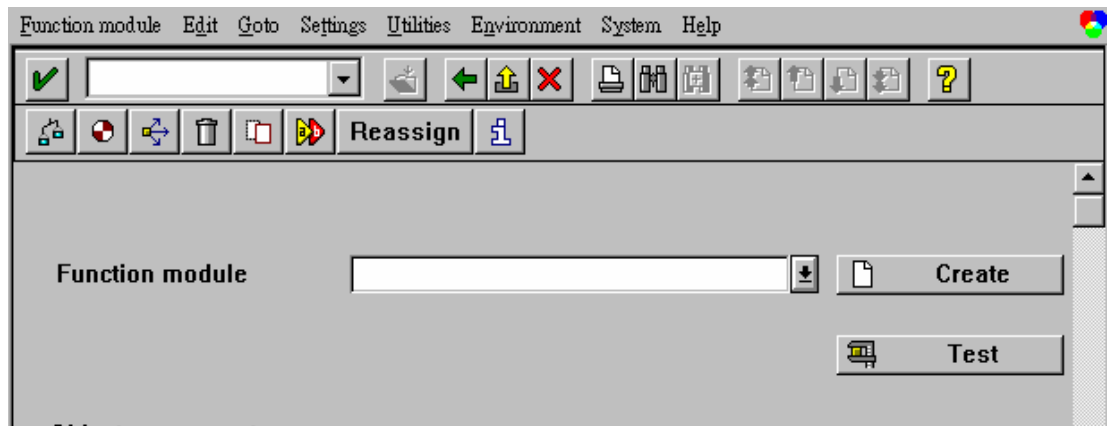 Function module Edit Goto Settings Utilities Environment System Help
Reassign
Function module Create
Test